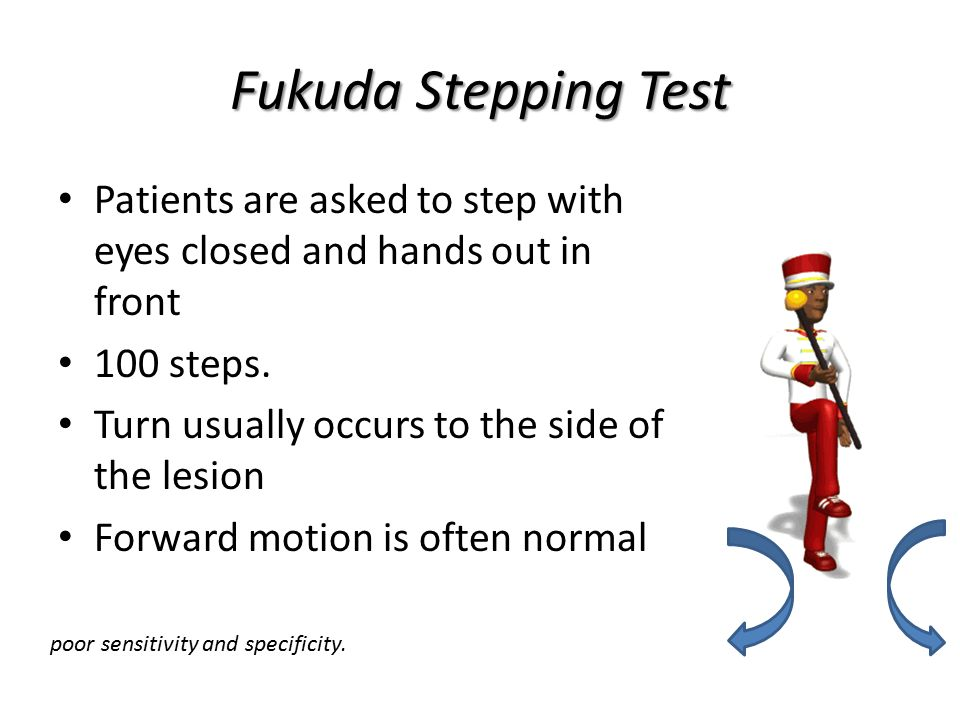 Fukuda Stepping Test
• Patients are asked to step with
eyes closed and hands out in
front
• 100 steps.
• Turn usually occurs to the side of
the lesion
• Forward motion is often normal
poor sensitivity and specificity.